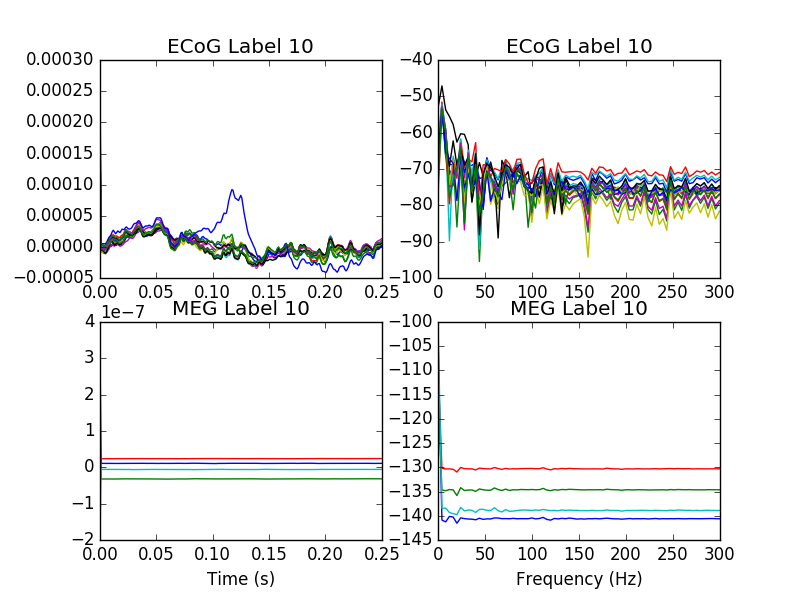 ECoG Label 10
0.00030
0.00025
0.00020
0.00015
0.00010
0.00005
0.00000
−0.00005
0.00 0.05 0.10 0.15 0.20 0.25
ECoG Label 10
−40
−50
−60
−70
−80
−90
−100
0 50 100 150 200 250 300
MEG Label 10
1e−7
4
3
2
1
0
−1
−2
0.00 0.05 0.10 0.15 0.20 0.25
Time (s)
MEG Label 10
−100
−105
−110
−115
−120
−125
−130
−135
−140
−145
0 50 100 150 200 250 300
Frequency (Hz)